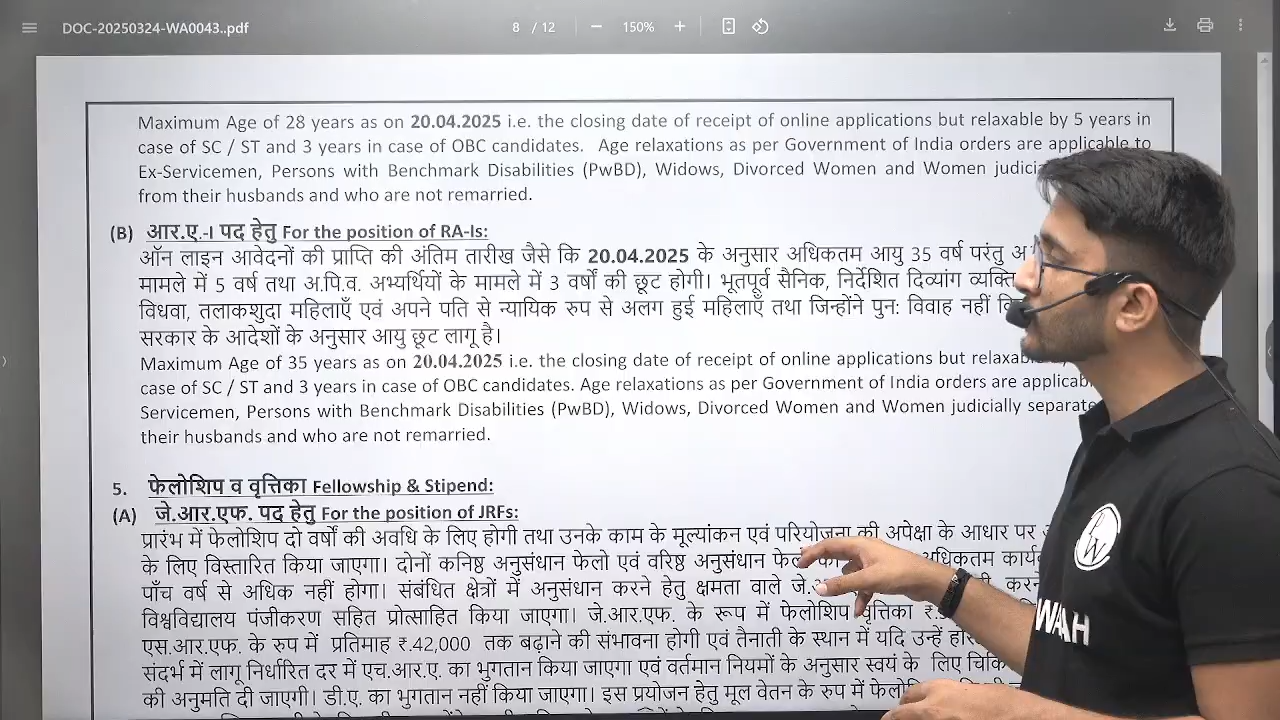 DOC-20250324-WA0043..pdf
8 / 12
150%
Maximum Age of 28 years as on 20.04.2025 i.e. the closing date of receipt of online applications but relaxable by 5 years in
case of SC / ST and 3 years in case of OBC candidates. Age relaxations as per Government of India orders are applicable to
Ex-Servicemen, Persons with Benchmark Disabilities (PwBD), Widows, Divorced Women and Women
from their husbands and who are not remarried.
(B) आर.ए.-I पद हेतु For the position of RA-Is:
ऑन लाइन आवेदनों की प्राप्ति की अंतिम तारीख जैसे कि 20.04.2025 के अनुसार अधिकतम आयु 35 वर्ष परंतु
मामले में 5 वर्ष तथा अ.पि.व. अभ्यर्थियों के मामले में 3 वर्षों की छूट होगी। भूतपूर्व सैनिक, निर्देशित दिव्यांग
विधवा, तलाकशुदा महिलाएँ एवं अपने पति से न्यायिक रुप से अलग हुई महिलाएँ तथा जिन्होंने पुन: विवाह नहीं
सरकार के आदेशों के अनुसार आयु छूट लागू है।
Maximum Age of 35 years as on 20.04.2025 i.e. the closing date of receipt of online applications but
case of SC / ST and 3 years in case of OBC candidates. Age relaxations as per Government of India orders are
Servicemen, Persons with Benchmark Disabilities (PwBD), Widows, Divorced Women and Women judicially
their husbands and who are not remarried.
5. फेलोशिप व वृत्तिका Fellowship & Stipend:
(A) जे.आर.एफ. पद हेतु For the position of JRFs:
प्रारंभ में फेलोशिप दो वर्षों की अवधि के लिए होगी तथा उनके काम के मूल्यांकन एवं परियोजना की अपेक्षा के आधार पर
के लिए विस्तारित किया जाएगा। दोनों कनिष्ठ अनुसंधान फेलो एवं वरिष्ठ अनुसंधान अधिकतम
पाँच वर्ष से अधिक नहीं होगा। संबंधित क्षेत्रों में अनुसंधान करने हेतु क्षमता वाले
विश्वविद्यालय पंजीकरण सहित प्रोत्साहित किया जाएगा। जे.आर.एफ. के रूप में फेलोशिप वृत्तिका
एस.आर.एफ. के रुप में प्रतिमाह ₹.42,000 तक बढ़ाने की संभावना होगी एवं तैनाती के स्थान में यदि उन्हें
संदर्भ में लागू निर्धारित दर में एच.आर.ए. का भुगतान किया जाएगा एवं वर्तमान नियमों के अनुसार स्वयं के लिए
की अनुमति दी जाएगी। डी.ए. का भुगतान नहीं किया जाएगा। इस प्रयोजन हेतु मूल वेतन के रुप में
WAH